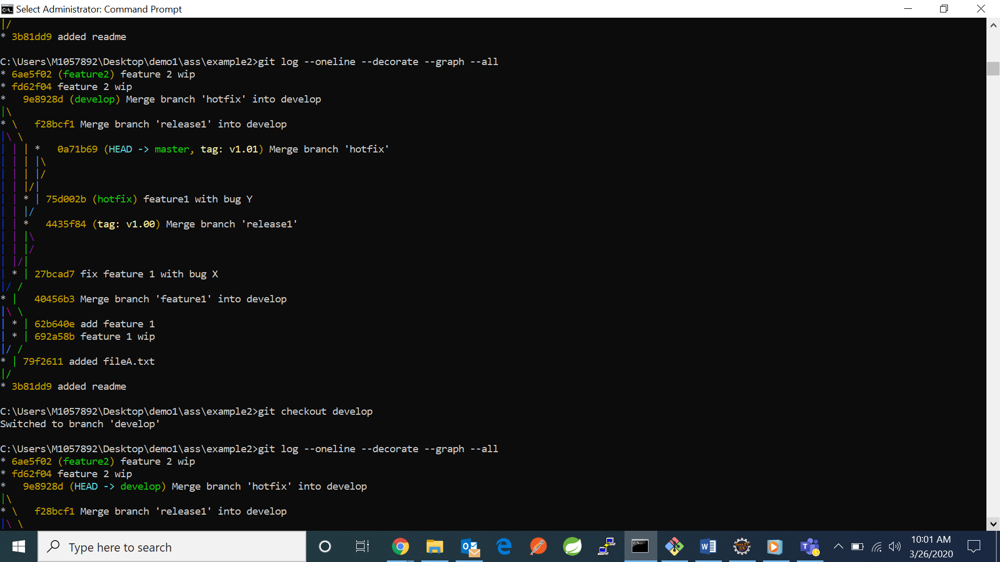 Select Administrator: Command Prompt
|/
* 3b81dd9 added readme
C:\Users\M1057892\Desktop\demo1\ass\example2>git log --oneline --decorate --graph --all
* 6ae5f02 (feature2) feature 2 wip
* fd62f04 feature 2 wip
*   9e8928d (develop) Merge branch 'hotfix' into develop
|\
* \   f28bcf1 Merge branch 'release1' into develop
|\ \
| | | *   0a71b69 (HEAD -> master, tag: v1.01) Merge branch 'hotfix'
| | | |\
| | | |/
| | |/|
| | * | 75d002b (hotfix) feature1 with bug Y
| | |/
| | *   4435f84 (tag: v1.00) Merge branch 'release1'
| | |\
| | |/
| |/|
| * | 27bcad7 fix feature 1 with bug X
|/ /
* |   40456b3 Merge branch 'feature1' into develop
|\ \
| * | 62b640e add feature 1
| * | 692a58b feature 1 wip
|/ /
* | 79f2611 added fileA.txt
|/
* 3b81dd9 added readme
C:\Users\M1057892\Desktop\demo1\ass\example2>git checkout develop
Switched to branch 'develop'
C:\Users\M1057892\Desktop\demo1\ass\example2>git log --oneline --decorate --graph --all
* 6ae5f02 (feature2) feature 2 wip
* fd62f04 feature 2 wip
*   9e8928d (HEAD -> develop) Merge branch 'hotfix' into develop
|\
* \   f28bcf1 Merge branch 'release1' into develop
|\ \
Type here to search
10:01 AM
3/26/2020